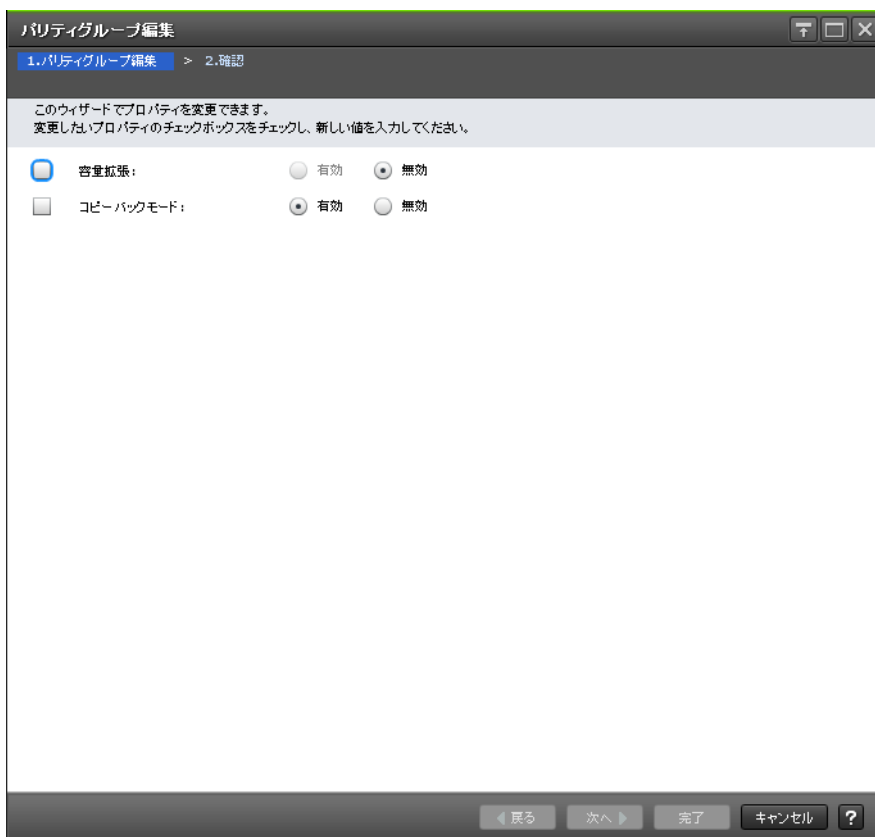 パリティグループ編集
1.パリティグループ編集 > 2.確認
このウィザードでプロパティを変更できます。
変更したいプロパティのチェックボックスをチェックし、新しい値を入力してください。
容量拡張: 有効 無効
コピーバックモード: 有効 無効
戻る 次へ 完了 キャンセル ?